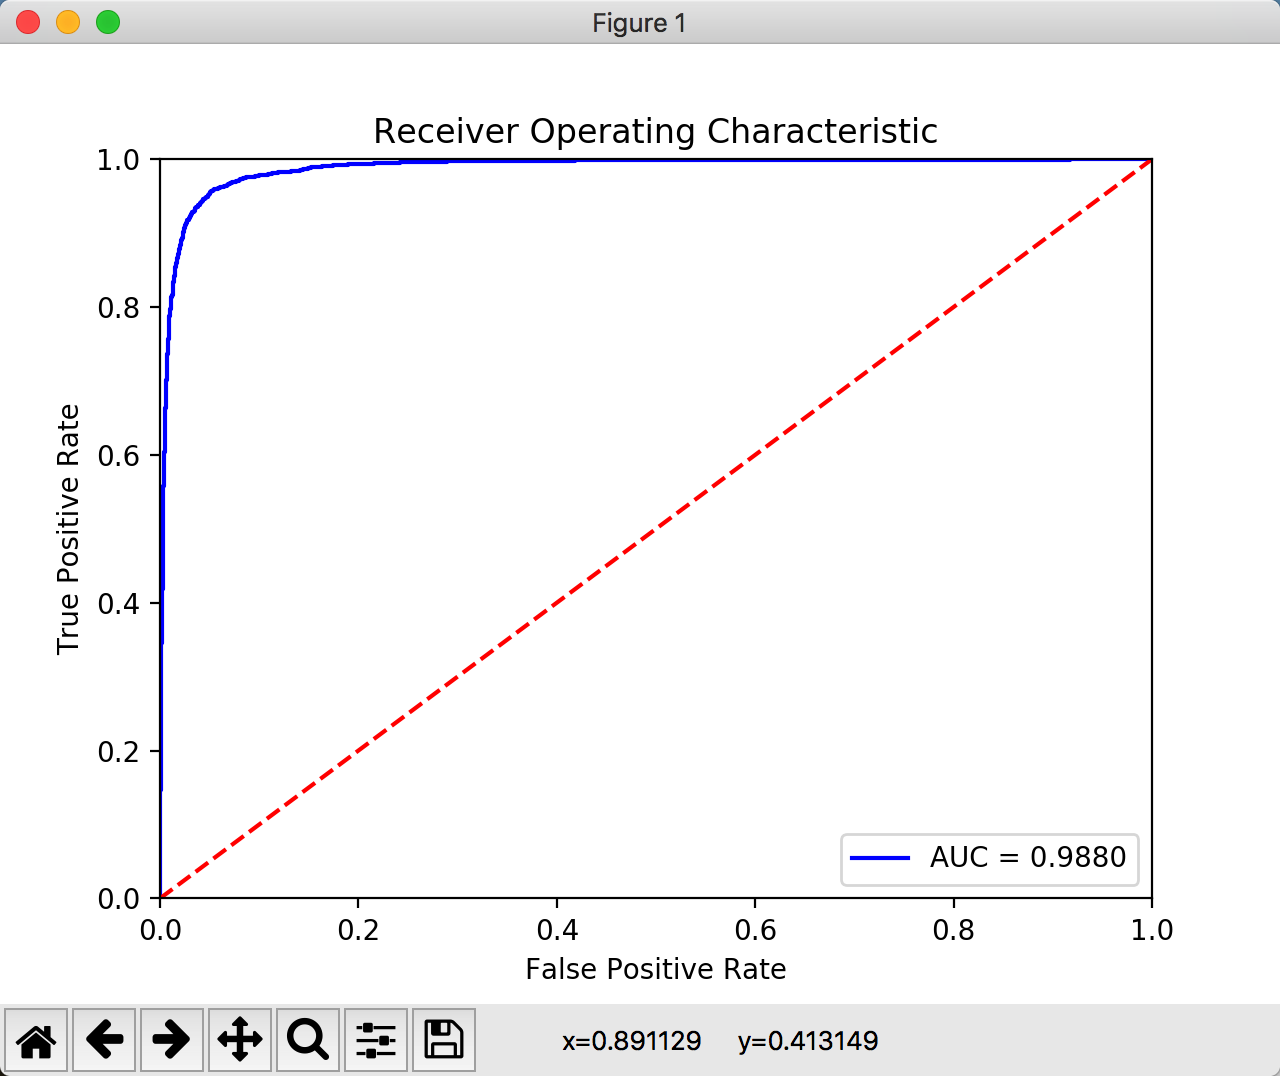 Figure 1
Receiver Operating Characteristic
1.0
0.8
0.6
0.4
0.2
0.0
True Positive Rate
AUC = 0.9880
0.0 0.2 0.4 0.6 0.8 1.0
False Positive Rate
x=0.891129 y=0.413149